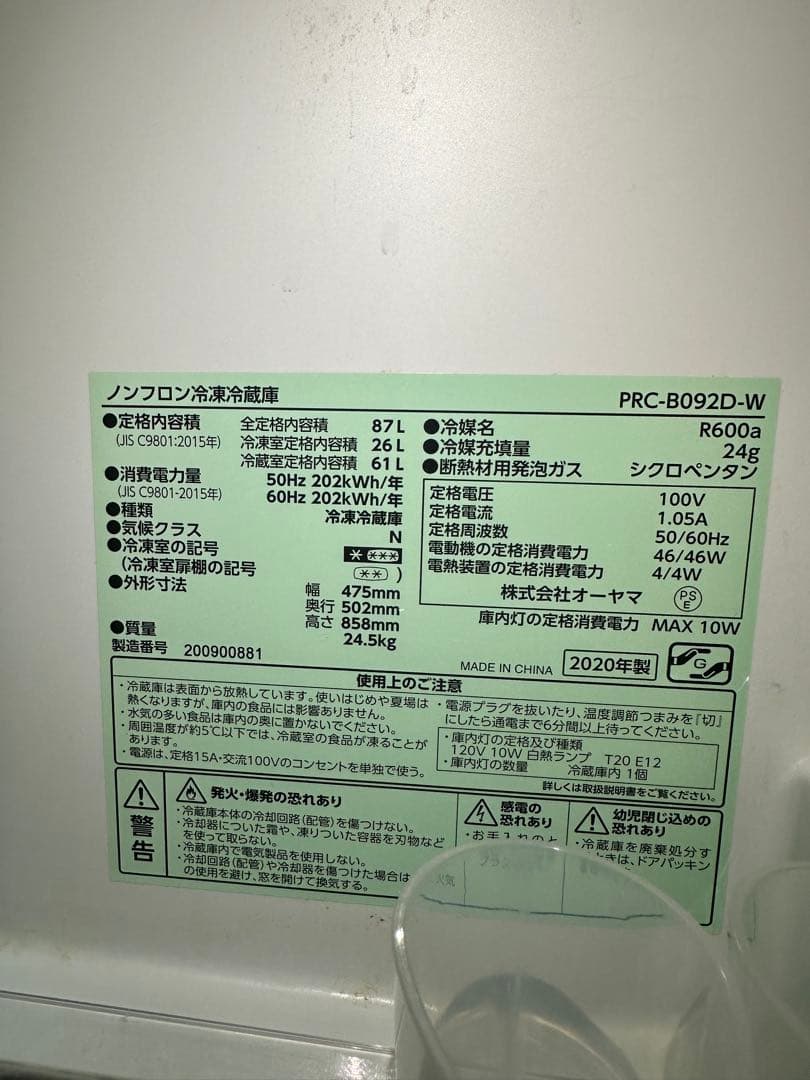 ノンフロン冷凍冷蔵庫 PRC-B092D-W
●定格内容積 全定格内容積 87L
(JIS C9801:2015年) 冷凍室定格内容積 26L
冷蔵室定格内容積 61L
●消費電力量 50Hz 202kWh/年
(JIS C9801-2015年) 60Hz 202kWh/年
●種類 冷凍冷蔵庫
●気候クラス N
●冷凍室の記号
(冷凍室扉棚の記号 )
●外形寸法 幅 475mm
奥行 502mm
高さ 858mm
●質量 24.5kg
製造番号 200900881
●冷媒名 R600a
●冷媒充填量 24g
●断熱材用発泡ガス シクロペンタン
定格電圧 100V
定格電流 1.05A
定格周波数 50/60Hz
電動機の定格消費電力 46/46W
電熱装置の定格消費電力 4/4W
株式会社オーヤマ PSE
庫内灯の定格消費電力 MAX 10W
MADE IN CHINA 2020年製 G
使用上のご注意
・冷蔵庫は表面から放熱しています。使いはじめや夏場は
熱くなりますが、庫内の食品には影響ありません。
・水気の多い食品は庫内の奥に置かないでください。
・周囲温度が約5℃以下では、冷蔵室の食品が凍ることが
あります。
・電源は、定格15A・交流100Vのコンセントを単独で使う。
・電源プラグを抜いたり、温度調節つまみを『切』
にしたら通電まで6分間以上待ってください。
・庫内灯の定格及び種類
120V 10W 白熱ランプ T20 E12
・庫内灯の数量 冷蔵庫内 1個
詳しくは取扱説明書をご覧ください。
警告
発火・爆発の恐れあり
・冷蔵庫本体の冷却回路(配管)を傷つけない。
・冷却器についた霜や、凍りついた容器を刃物など
を使って取らない。
・冷蔵庫内で電気製品を使用しない。
・冷却回路(配管)や冷却器を傷つけた場合は
火気
の使用を避け、窓を開けて換気する。
感電の
恐れあり
・お手入れのと
幼児閉じ込めの
恐れあり
・冷蔵庫を廃棄処分す
ときは、ドアパッキン